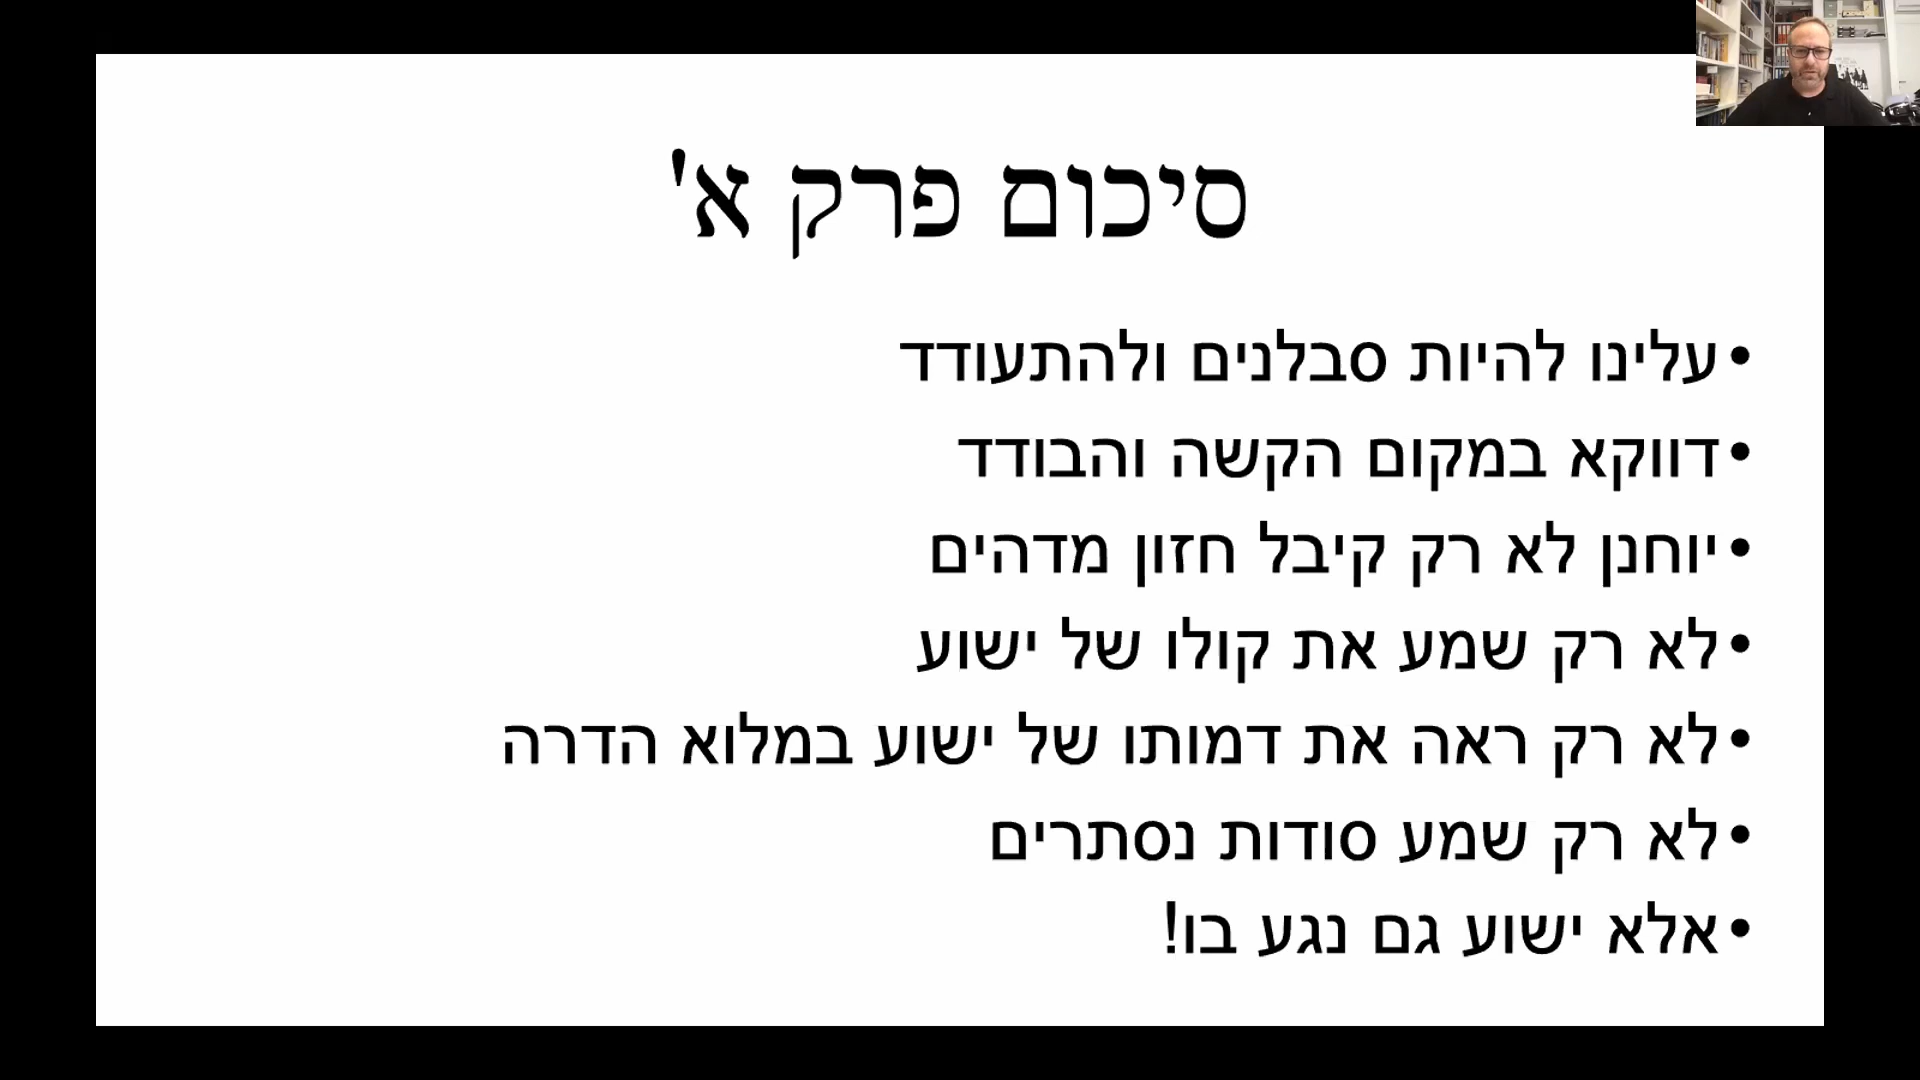 סיכום פרק א'
•עלינו להיות סבלנים ולהתעודד
•דווקא במקום הקשה והבודד
•יוחנן לא רק קיבל חזון מדהים
•לא רק שמע את קולו של ישוע
•לא רק ראה את דמותו של ישוע במלוא הדרה
•לא רק שמע סודות נסתרים
•אלא ישוע גם נגע בו!